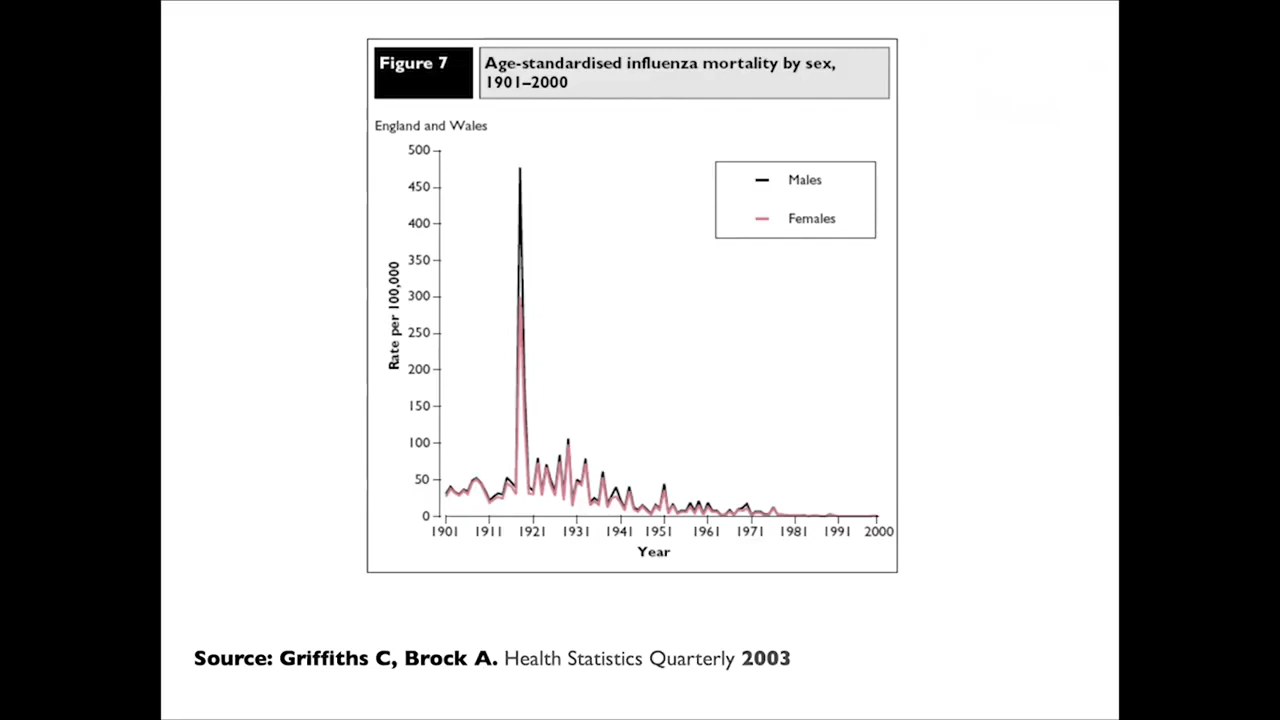 Figure 7
Age-standardised influenza mortality by sex,
1901–2000
England and Wales
500
450
400
350
300
250
200
150
100
50
0
Rate per 100,000
Males
Females
1901 1911 1921 1931 1941 1951 1961 1971 1981 1991 2000
Year
Source: Griffiths C, Brock A. Health Statistics Quarterly 2003